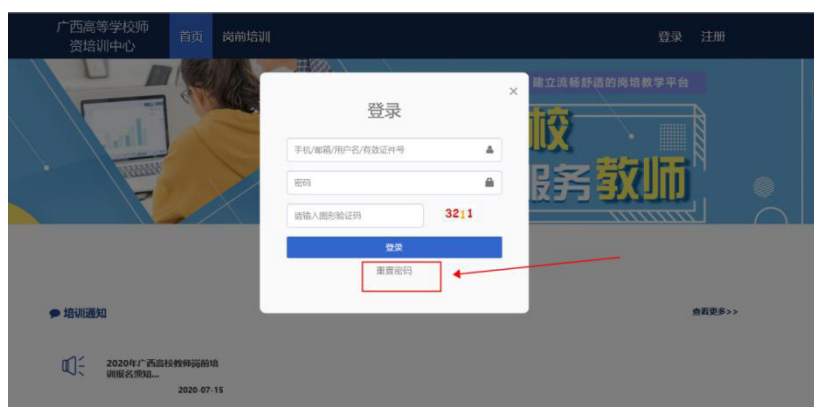 广西高等学校师
资培训中心
首页
岗前培训
登录
注册
建立流畅舒适的岗培教学平台
校
服务教师
×
登录
手机/邮箱/用户名/有效证件号
密码
请输入图形验证码
3211
登录
重置密码
培训通知
查看更多>>
2020年广西高校教师岗前培
训报名须知...
2020-07-15